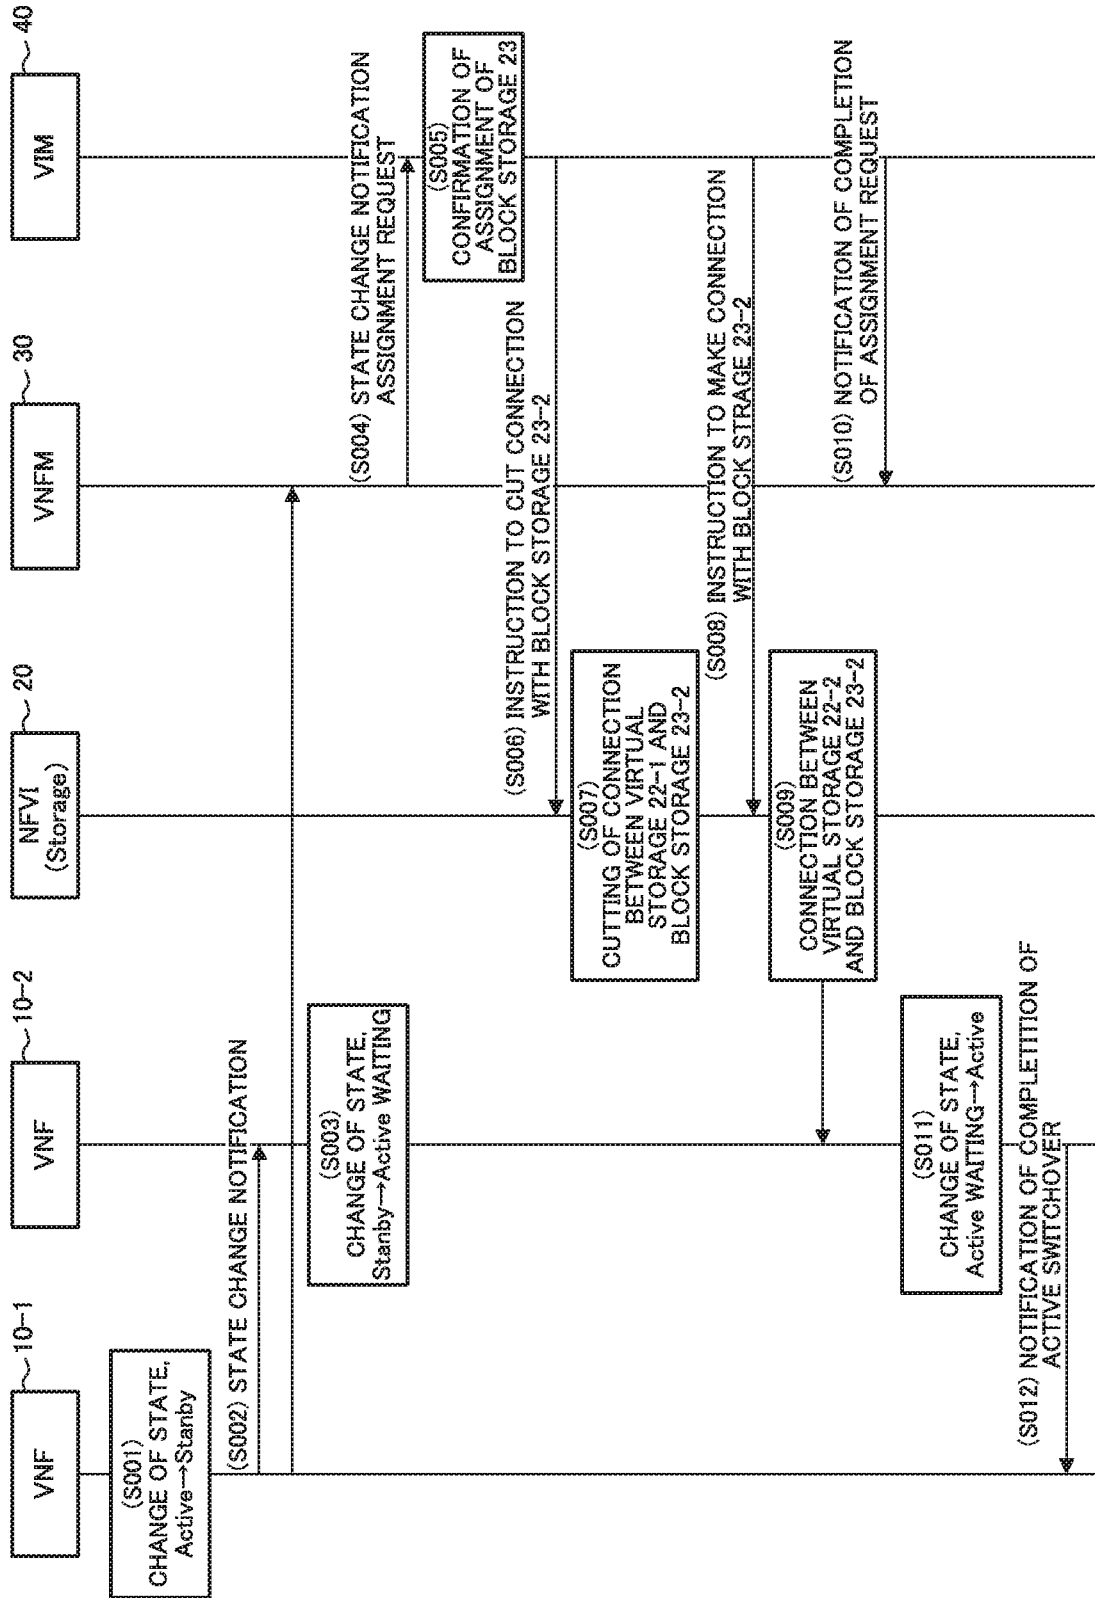 VNF
10-1
VNF
10-2
NFVI
(Storage)
20
VNFM
30
VIM
40
(S001)
CHANGE OF STATE,
Active→Stanby
(S002) STATE CHANGE NOTIFICATION
(S003)
CHANGE OF STATE,
Stanby→Active WAITING
(S004) STATE CHANGE NOTIFICATION
ASSIGNMENT REQUEST
(S005)
CONFIRMATION OF
ASSIGNMENT OF
BLOCK STORAGE 23
(S006) INSTRUCTION TO CUT CONNECTION
WITH BLOCK STORAGE 23-2
(S007)
CUTTING OF CONNECTION
BETWEEN VIRTUAL
STORAGE 22-1 AND
BLOCK STORAGE 23-2
(S008) INSTRUCTION TO MAKE CONNECTION
WITH BLOCK STRAGE 23-2
(S009)
CONNECTION BETWEEN
VIRTUAL STORAGE 22-2
AND BLOCK STORAGE 23-2
(S010) NOTIFICATION OF COMPLETION
OF ASSIGNMENT REQUEST
(S011)
CHANGE OF STATE,
Active WAITING→Active
(S012) NOTIFICATION OF COMPLETITION OF
ACTIVE SWITCHOVER